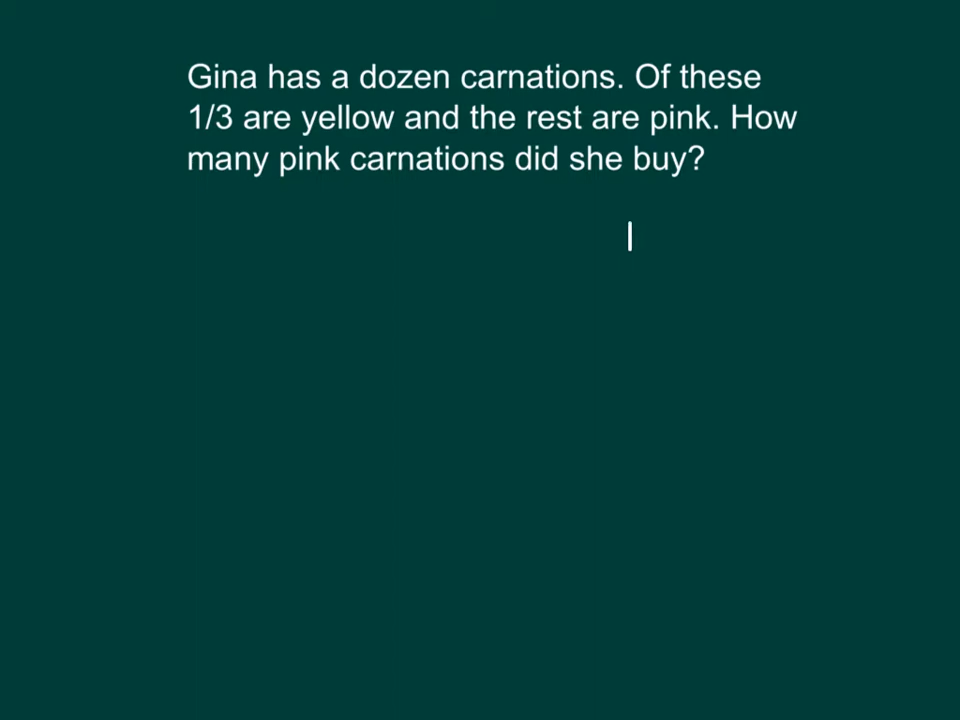 Gina has a dozen carnations. Of these
1/3 are yellow and the rest are pink. How
many pink carnations did she buy?